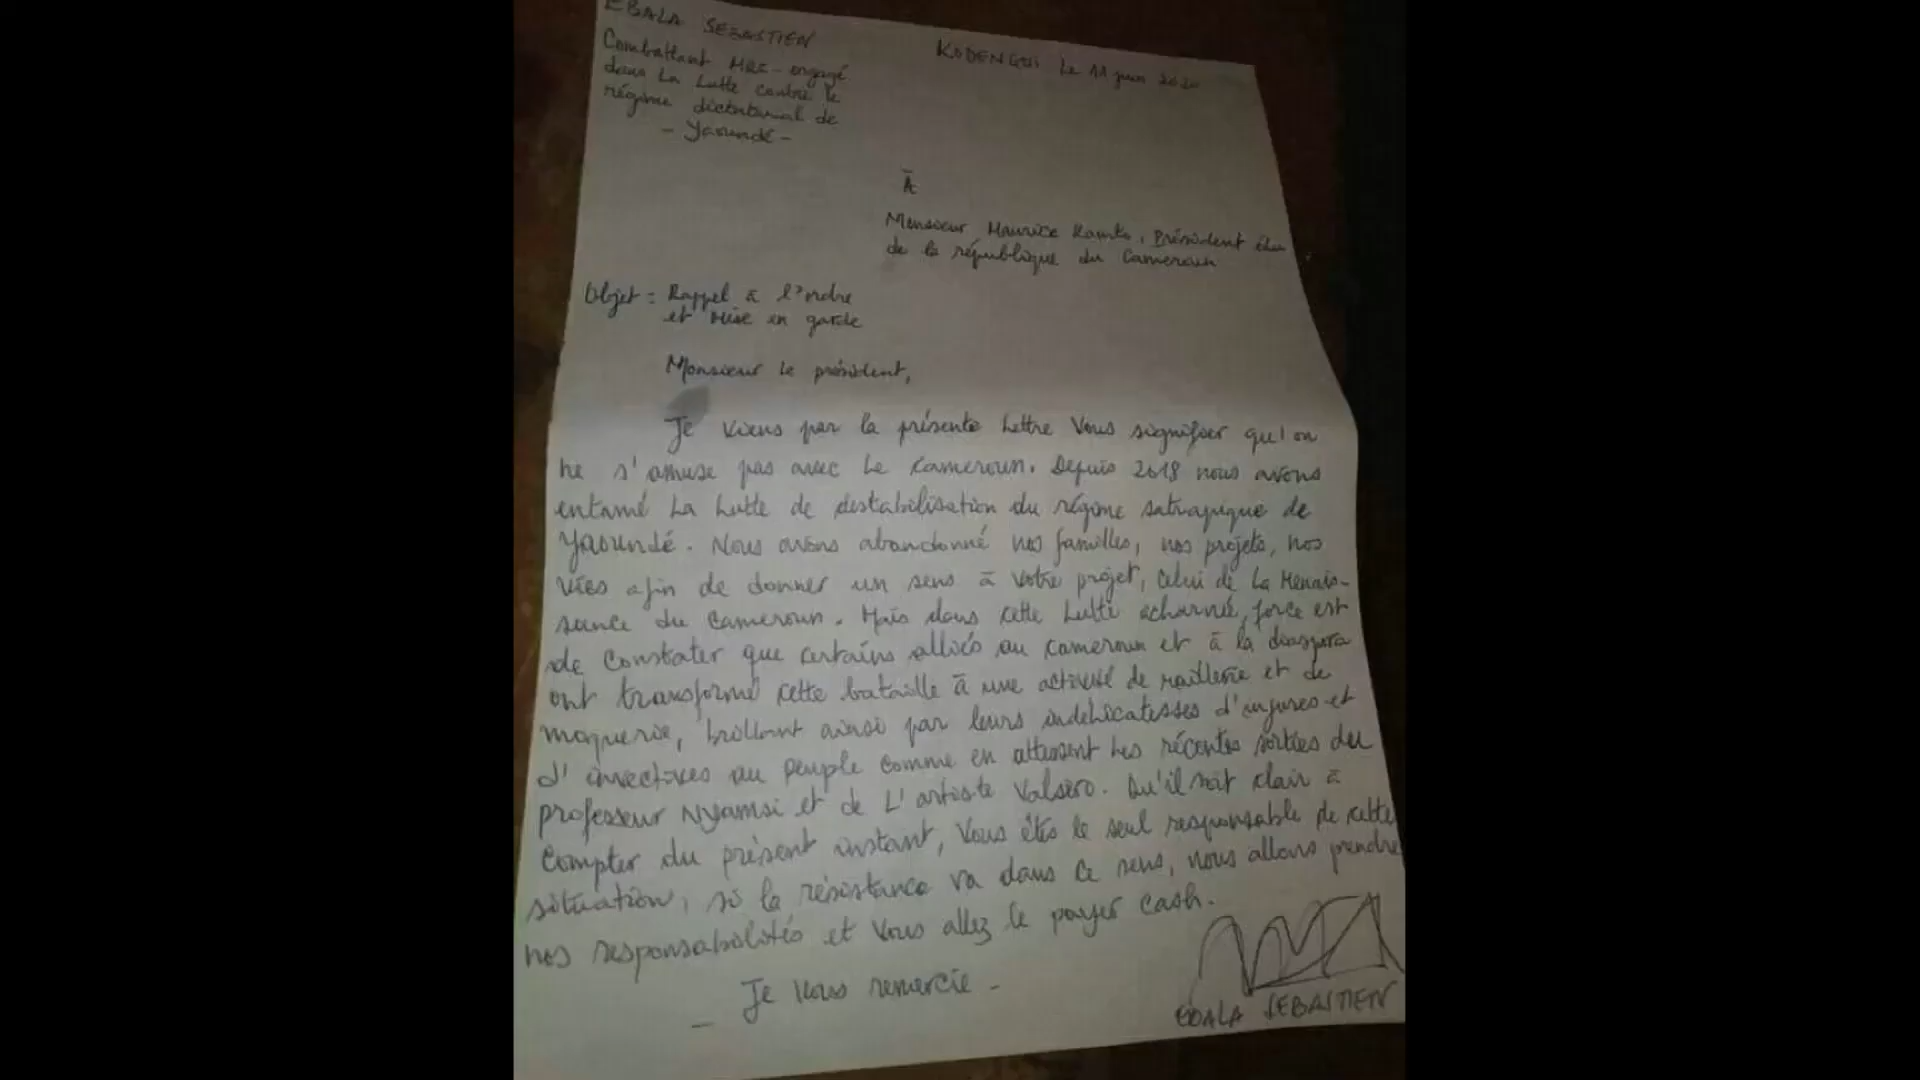 EBALA SEBASTIEN
Combattant MRC - engagé
dans La Lutte contre le
régime dictatorial de
- Yaoundé -
KODENGUI Le 11 juin 2020
À
Monsieur Maurice Kamto, Président élu
de la république du Cameroun
Objet : Rappel à l'ordre
et mise en garde
Monsieur le président,
Je viens par la présente Lettre Vous signifier qu'on
ne s'amuse pas avec Le Cameroun. Depuis 2018 nous avons
entamé La Lutte de déstabilisation du régime satrapique de
Yaoundé. Nous avons abandonné nos familles, nos projets, nos
vies afin de donner un sens à votre projet, Celui de La Renais-
sance du Cameroun. Mais dans cette Lutte acharnée, force est
de Constater que certains alliés au Cameroun et à la diaspora
ont transformé cette bataille à une activité de raillerie et de
moquerie, brillant ainsi par leurs indélicatesses d'injures et
d'invectives au peuple comme en attestent Les récentes sorties du
professeur Nyamsi et de L'artiste Valsero. Qu'il soit clair à
Compter du présent instant, Vous êtes le seul responsable de cette
situation, si la résistance va dans ce sens, nous allons prendre
nos responsabilités et Vous allez le payer cash.
- Je Vous remercie -
EBALA SEBASTIEN